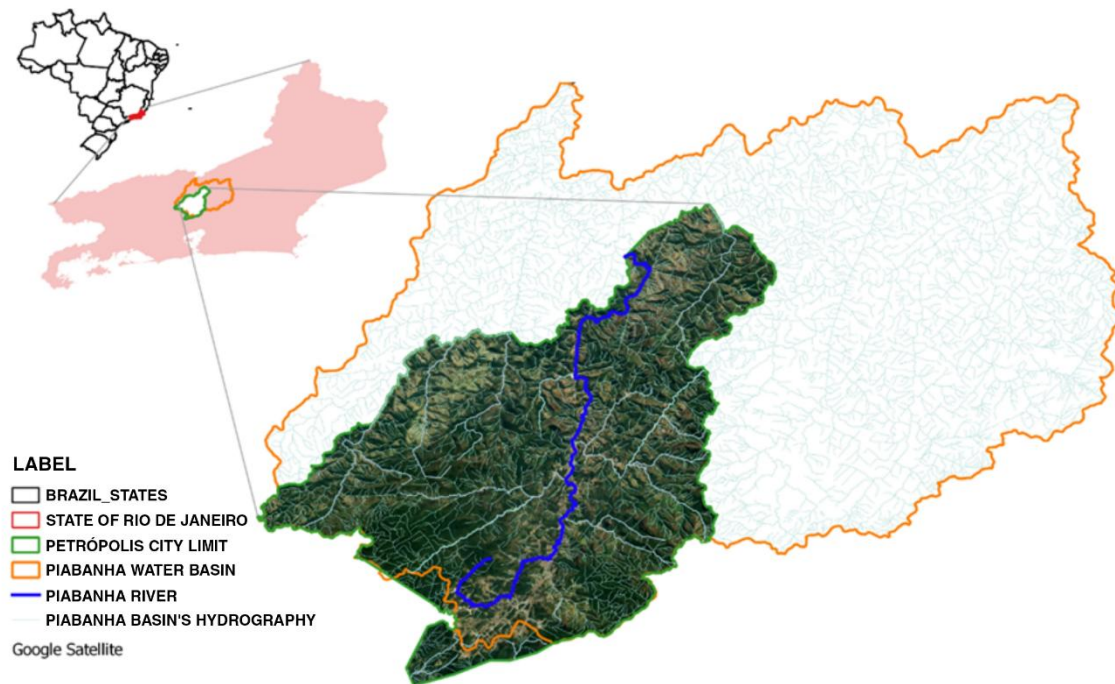 LABEL
BRAZIL_STATES
STATE OF RIO DE JANEIRO
PETRÓPOLIS CITY LIMIT
PIABANHA WATER BASIN
PIABANHA RIVER
PIABANHA BASIN'S HYDROGRAPHY
Google Satellite